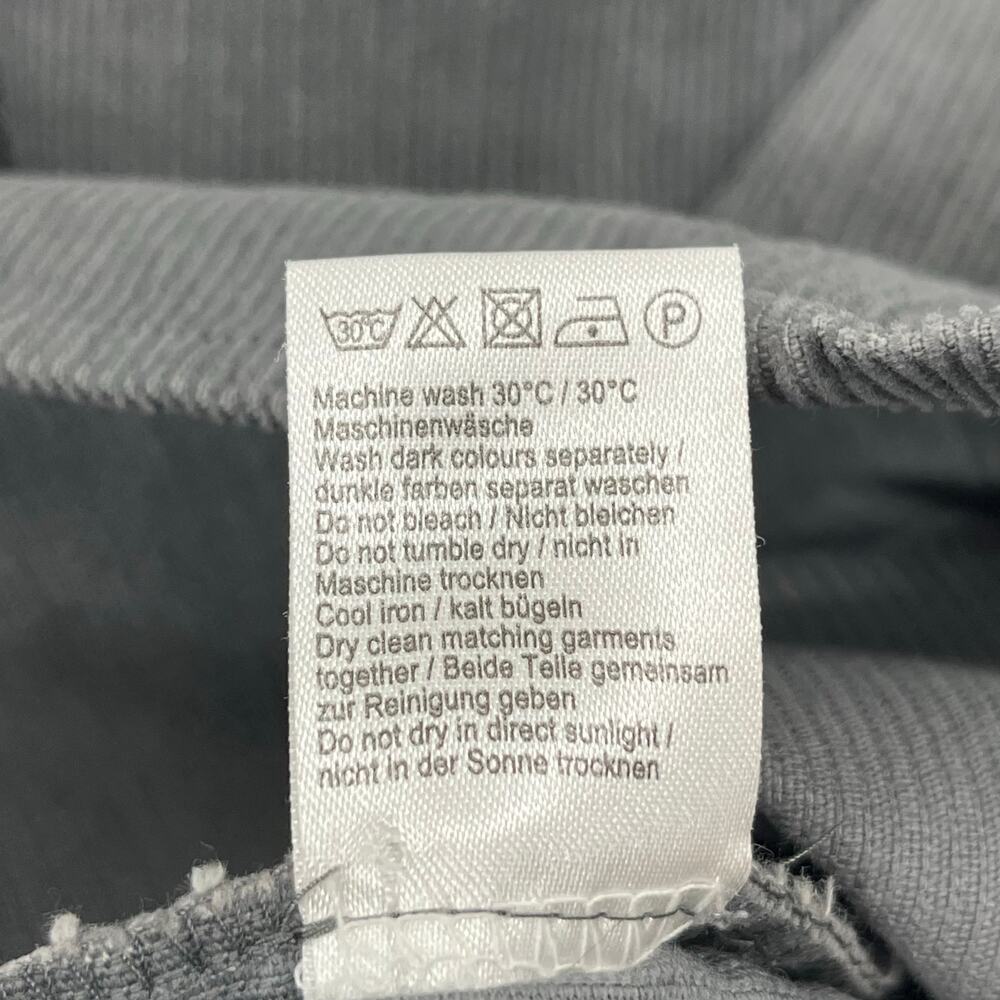 30°C P
Machine wash 30°C / 30°C
Maschinenwäsche
Wash dark colours separately /
dunkle farben separat waschen
Do not bleach / Nicht bleichen
Do not tumble dry / nicht in
Maschine trocknen
Cool iron / kalt bügeln
Dry clean matching garments
together / Beide Teile gemeinsam
zur Reinigung geben
Do not dry in direct sunlight /
nicht in der Sonne trocknen